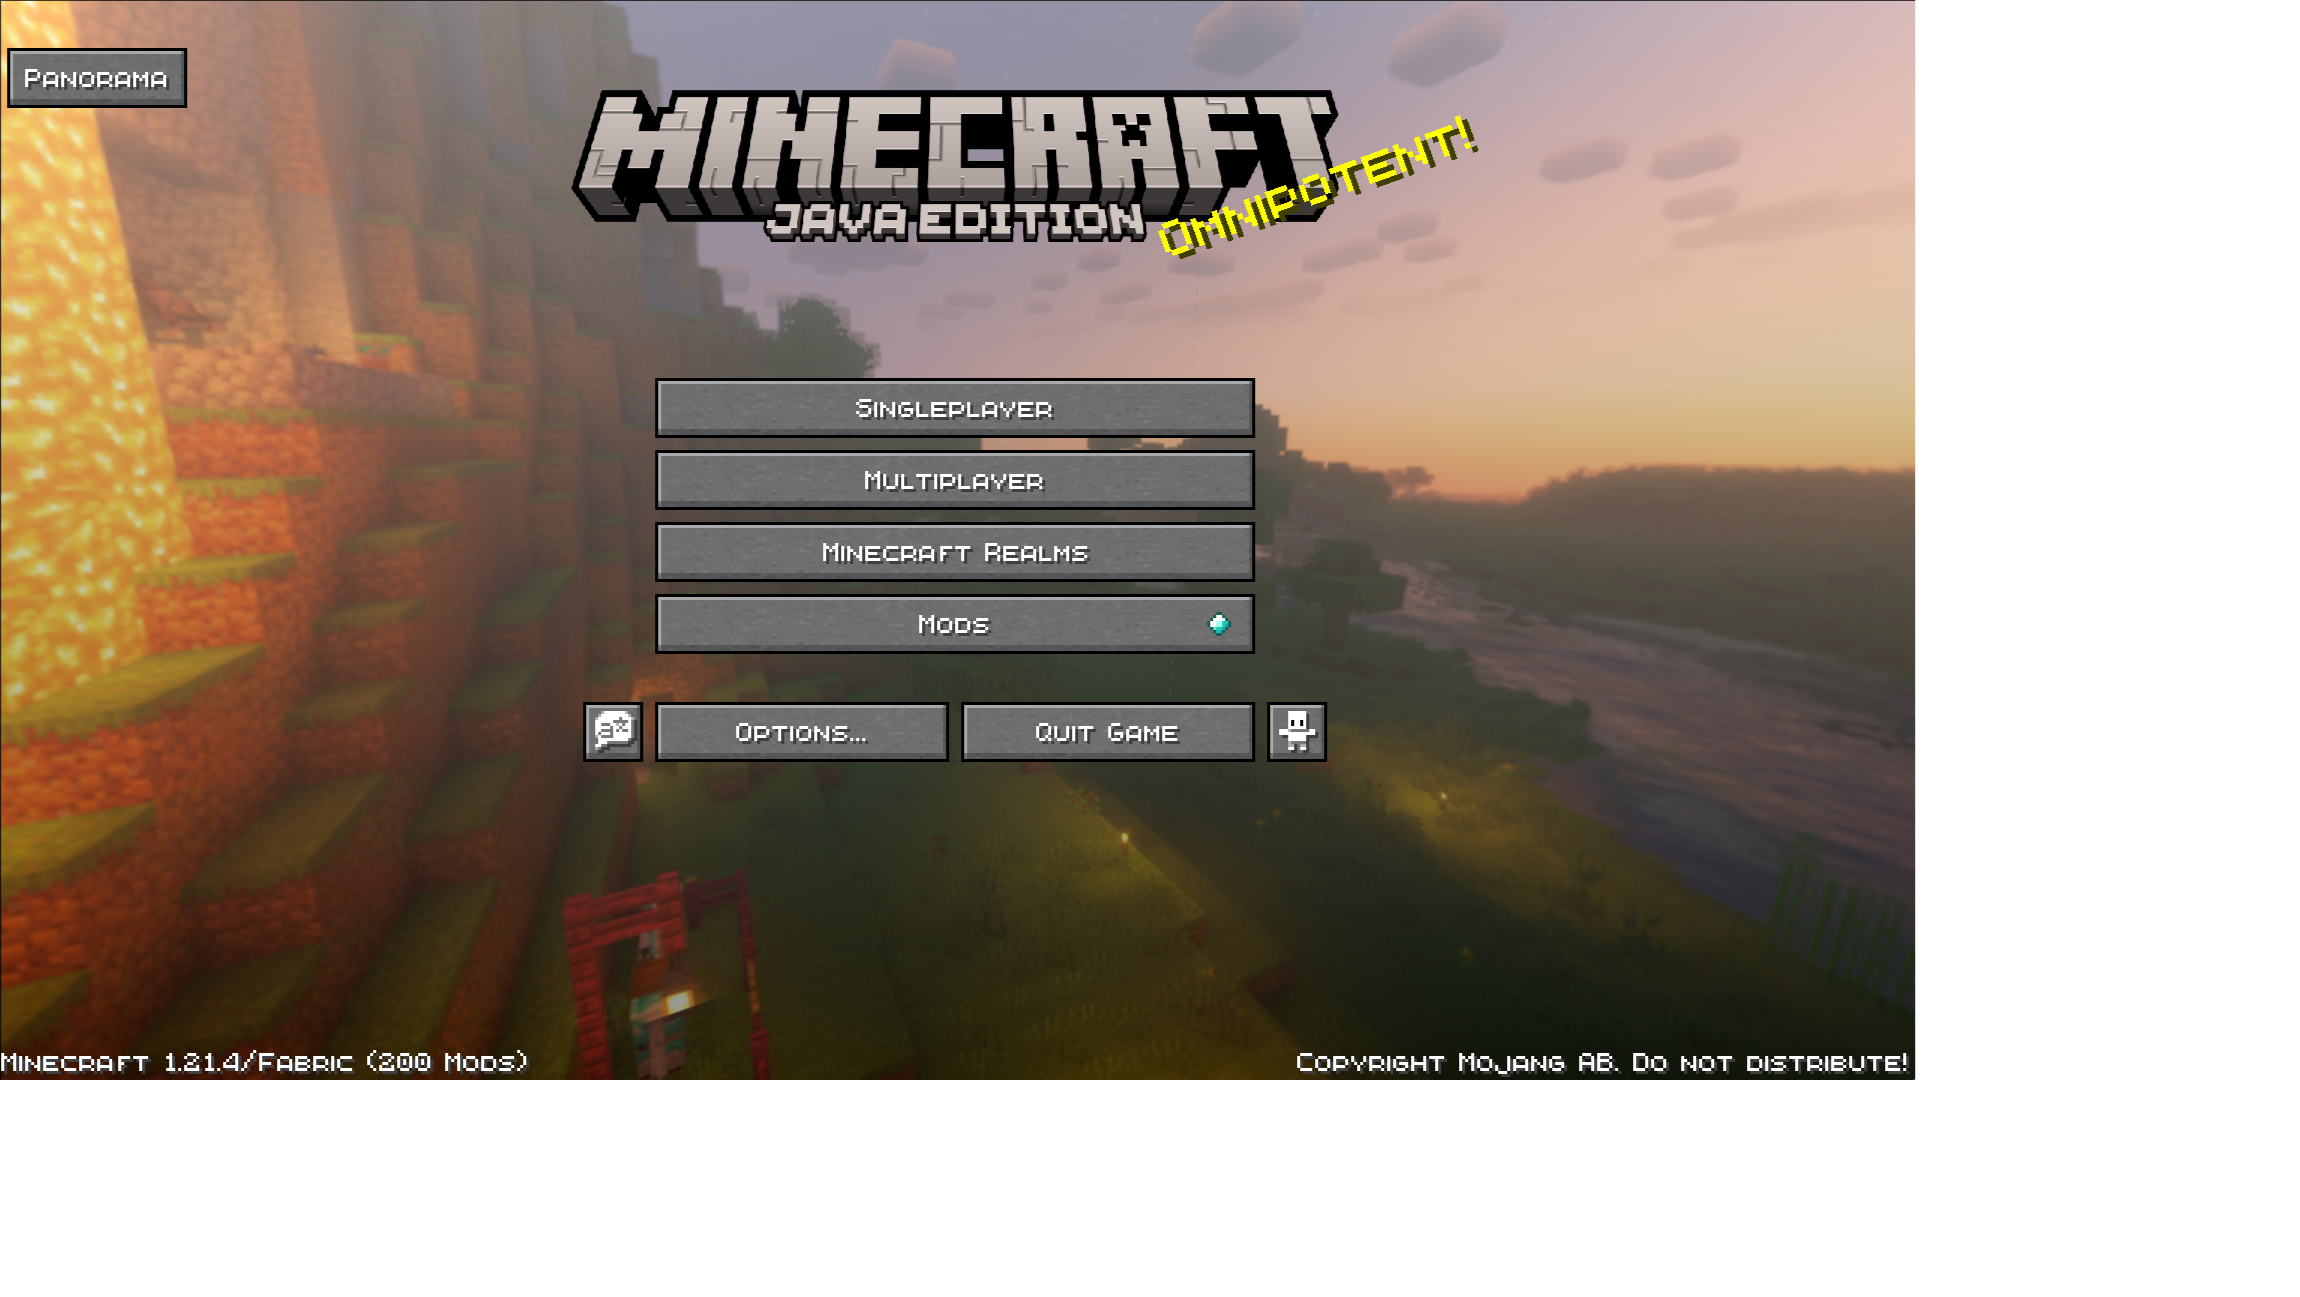 Panorama
MINECRAFT
JAVA EDITION
Omnipotent!
Singleplayer
Multiplayer
Minecraft Realms
Mods
Options...
Quit Game
Minecraft 1.21.4/Fabric (200 Mods)
Copyright Mojang AB. Do not distribute!